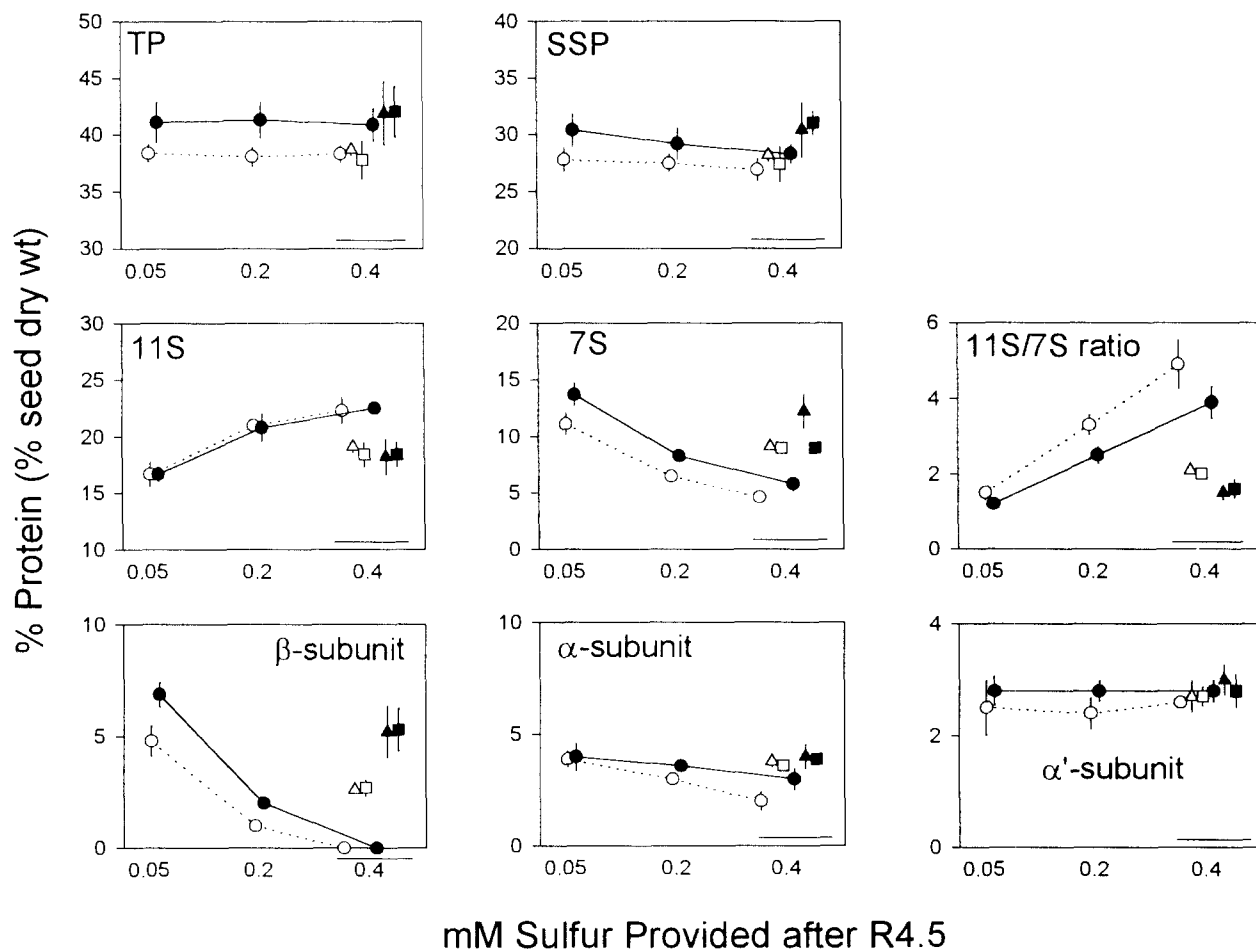 TP
50
45
40
35
30
0.05 0.2 0.4
SSP
40
35
30
25
20
0.05 0.2 0.4
% Protein (% seed dry wt)
11S
30
25
20
15
10
0.05 0.2 0.4
7S
20
15
10
5
0
0.05 0.2 0.4
11S/7S ratio
6
4
2
0
0.05 0.2 0.4
β-subunit
10
5
0
0.05 0.2 0.4
α-subunit
10
5
0
0.05 0.2 0.4
α'-subunit
4
2
0
0.05 0.2 0.4
mM Sulfur Provided after R4.5